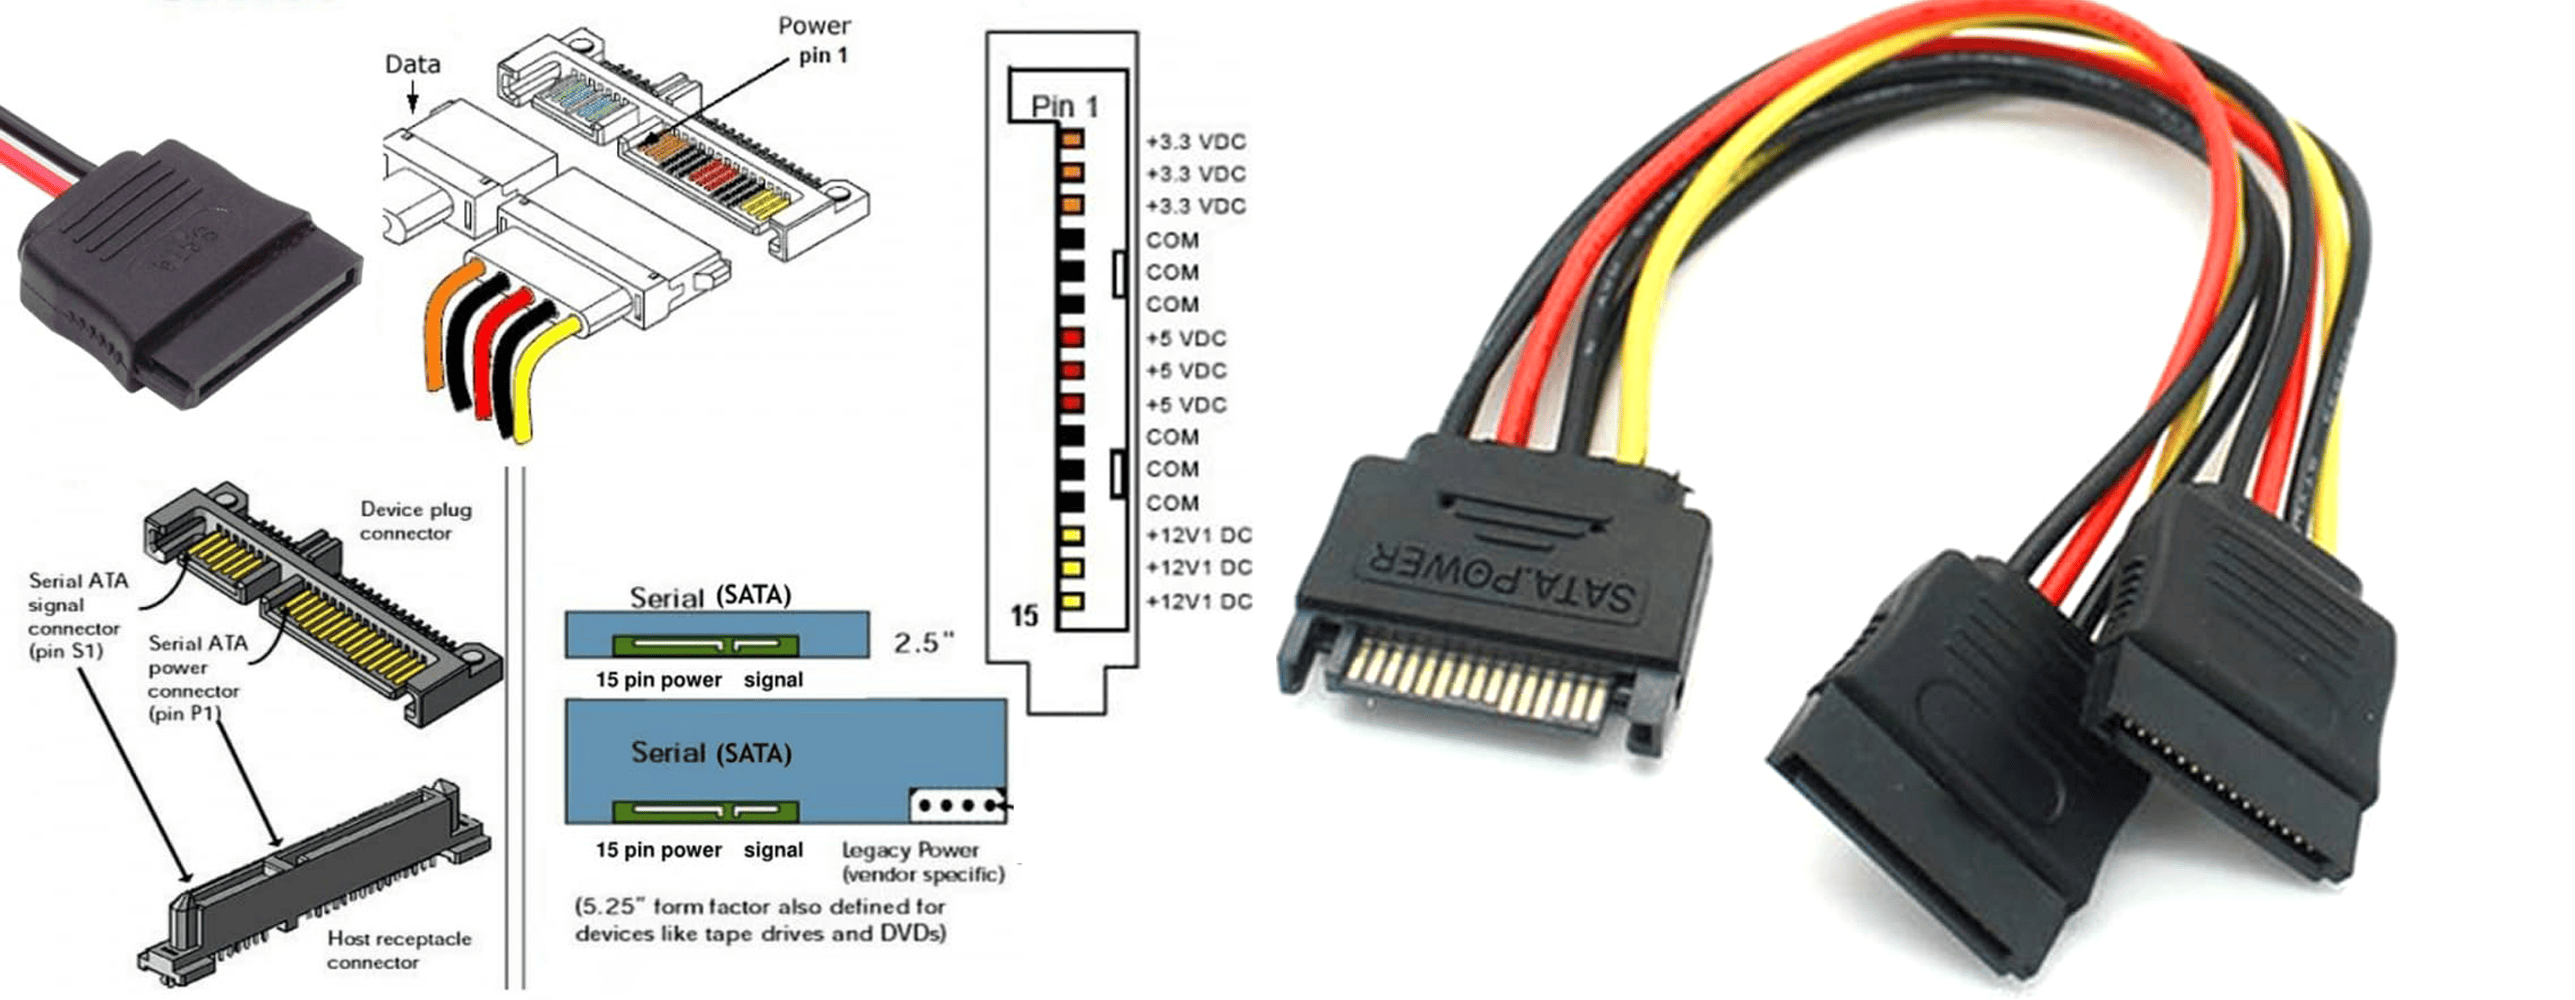 Power
pin 1
Data
SATA
Pin 1
+3.3 VDC
+3.3 VDC
+3.3 VDC
COM
COM
COM
+5 VDC
+5 VDC
+5 VDC
COM
COM
COM
+12V1 DC
+12V1 DC
+12V1 DC
15
Device plug
connector
Serial ATA
signal
connector
(pin S1)
Serial ATA
power
connector
(pin P1)
Host receptacle
connector
Serial (SATA)
2.5"
15 pin power signal
Serial (SATA)
15 pin power signal
Legacy Power
(vendor specific)
(5.25" form factor also defined for
devices like tape drives and DVDs)
SATA.POWER